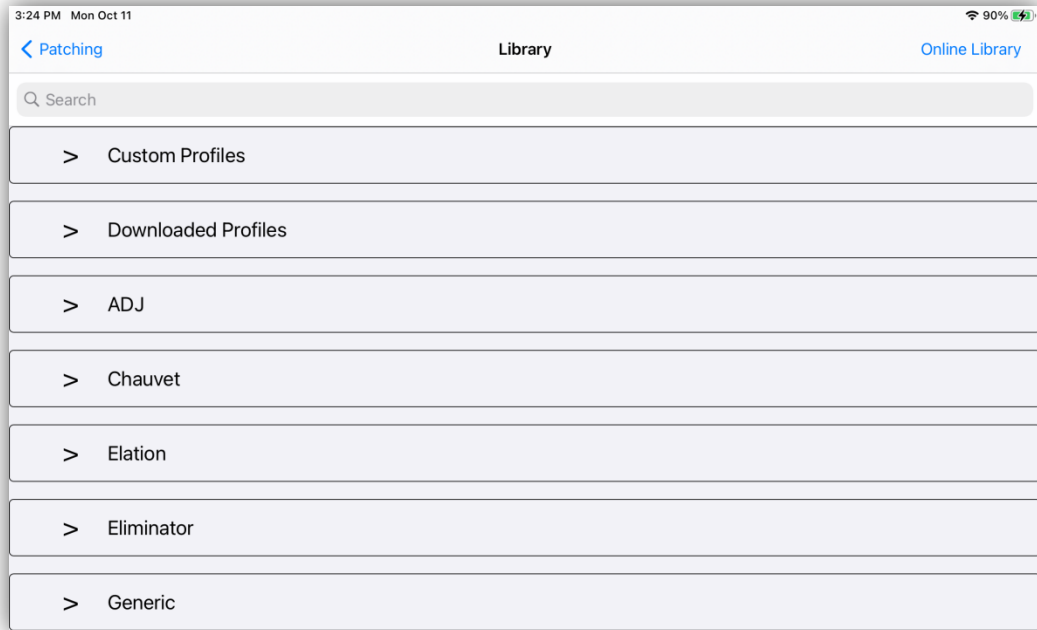 3:24 PM Mon Oct 11 90%
< Patching Library Online Library
Search
> Custom Profiles
> Downloaded Profiles
> ADJ
> Chauvet
> Elation
> Eliminator
> Generic